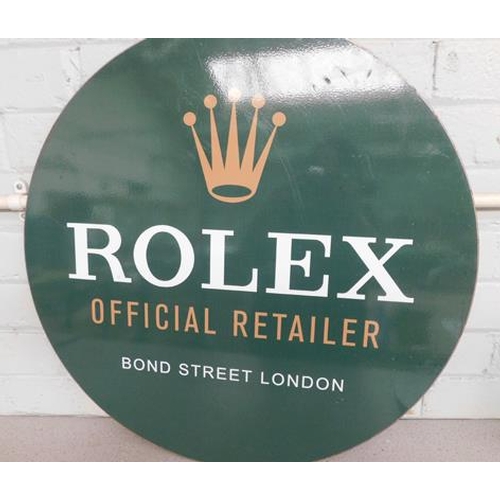 ROLEX
OFFICIAL RETAILER
BOND STREET LONDON